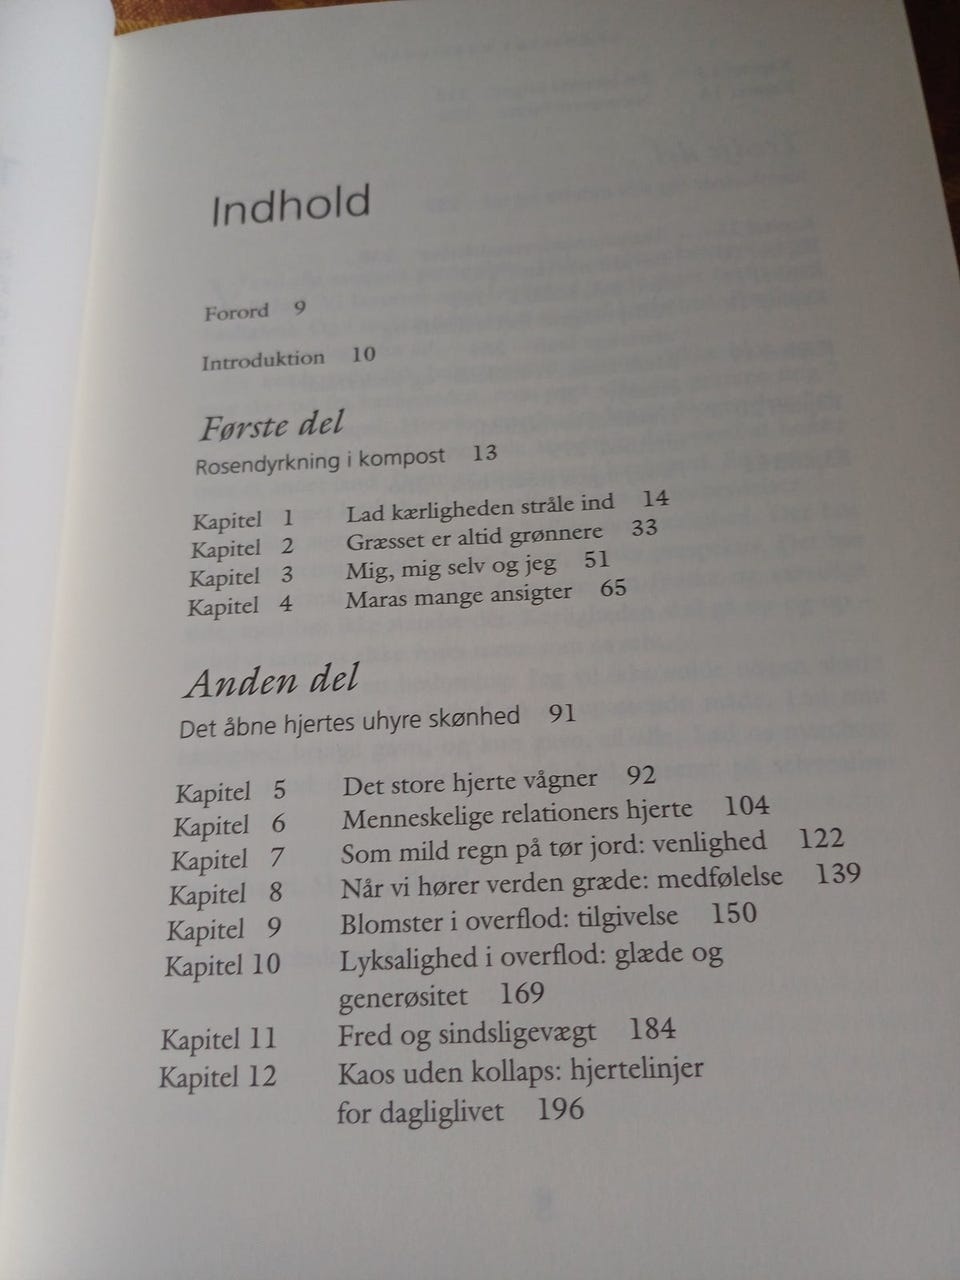 Indhold
Forord 9
Introduktion 10
Første del
Rosendyrkning i kompost 13
Kapitel 1 Lad kærligheden stråle ind 14
Kapitel 2 Græsset er altid grønnere 33
Kapitel 3 Mig, mig selv og jeg 51
Kapitel 4 Maras mange ansigter 65
Anden del
Det åbne hjertes uhyre skønhed 91
Kapitel 5 Det store hjerte vågner 92
Kapitel 6 Menneskelige relationers hjerte 104
Kapitel 7 Som mild regn på tør jord: venlighed 122
Kapitel 8 Når vi hører verden græde: medfølelse 139
Kapitel 9 Blomster i overflod: tilgivelse 150
Kapitel 10 Lyksalighed i overflod: glæde og
generøsitet 169
Kapitel 11 Fred og sindsligevægt 184
Kapitel 12 Kaos uden kollaps: hjertelinjer
for dagliglivet 196